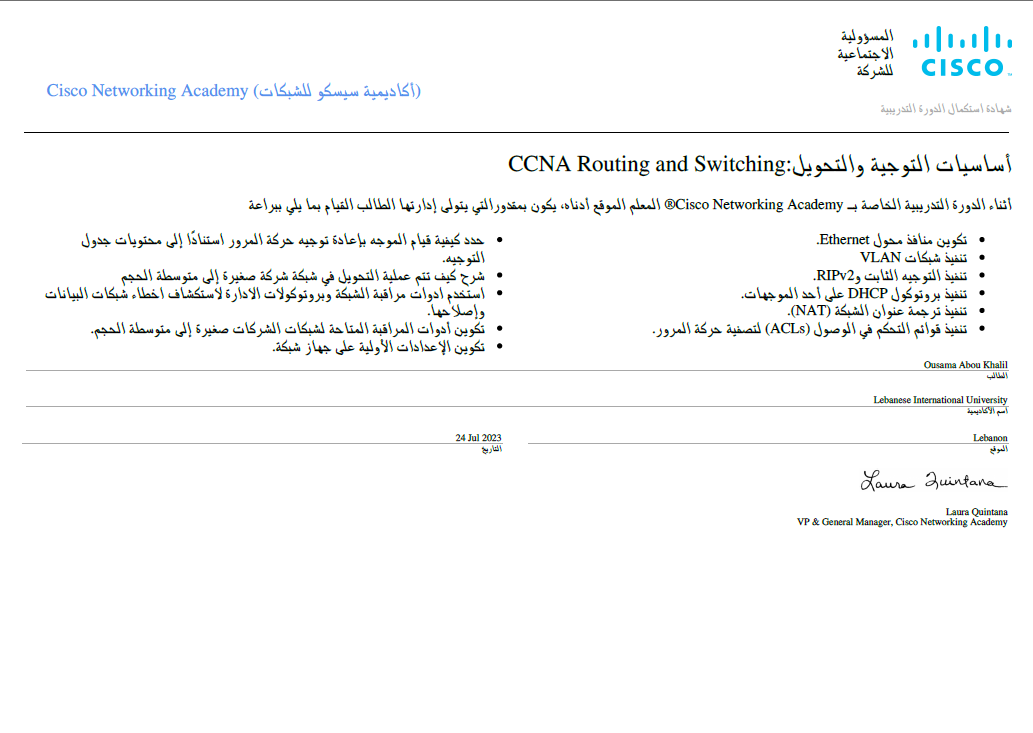 المسؤولية
الاجتماعية
للشركة
CISCO
Cisco Networking Academy (أكاديمية سيسكو للشبكات)
شهادة استكمال الدورة التدريبية
CCNA Routing and Switching:أساسيات التوجية والتحويل
أثناء الدورة التدريبية الخاصة بـ Cisco Networking Academy® المعلم الموقع أدناه، يكون بمقدورالتي يتولى إدارتها الطالب القيام بما يلي ببراعة
• تكوين منافذ محول Ethernet.
• تنفيذ شبكات VLAN
• تنفيذ التوجيه الثابت وRIPv2.
• تنفيذ بروتوكول DHCP على أحد الموجهات.
• تنفيذ ترجمة عنوان الشبكة (NAT).
• تنفيذ قوائم التحكم في الوصول (ACLs) لتصفية حركة المرور.
• حدد كيفية قيام الموجه بإعادة توجيه حركة المرور استنادًا إلى محتويات جدول
التوجيه.
• شرح كيف تتم عملية التحويل في شبكة شركة صغيرة إلى متوسطة الحجم
• استخدم ادوات مراقبة الشبكة وبروتوكولات الادارة لاستكشاف اخطاء شبكات البيانات
وإصلاحها.
• تكوين أدوات المراقبة المتاحة لشبكات الشركات صغيرة إلى متوسطة الحجم.
• تكوين الإعدادات الأولية على جهاز شبكة.
Ousama Abou Khalil
الطالب
Lebanese International University
اسم الأكاديمية
Lebanon
الموقع
24 Jul 2023
التاريخ
Laura Quintana
Laura Quintana
VP & General Manager, Cisco Networking Academy